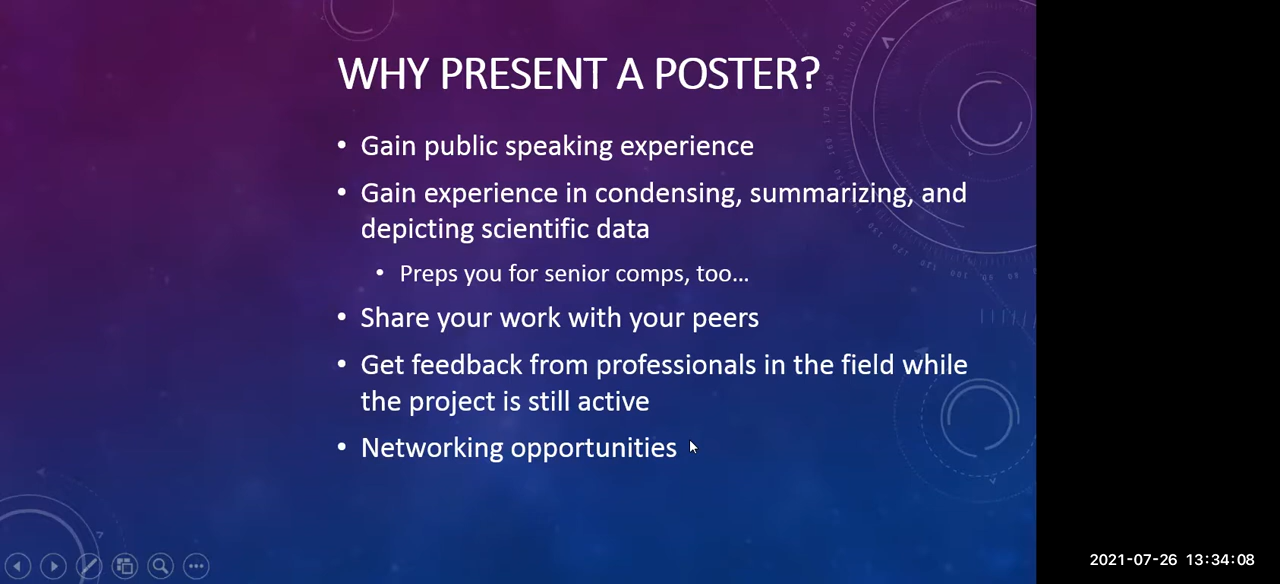 WHY PRESENT A POSTER?
• Gain public speaking experience
• Gain experience in condensing, summarizing, and
depicting scientific data
• Preps you for senior comps, too...
• Share your work with your peers
• Get feedback from professionals in the field while
the project is still active
• Networking opportunities
2021-07-26 13:34:08